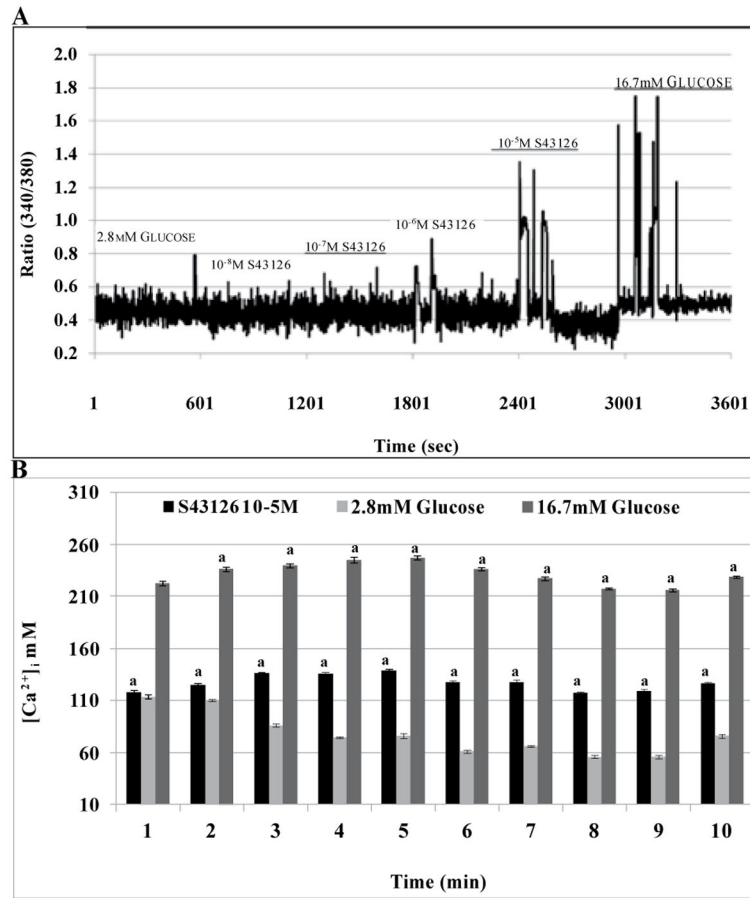 A
2.0
1.8
1.6
1.4
1.2
1.0
0.8
0.6
0.4
0.2
Ratio (340/380)
2.8MM GLUCOSE
10⁻⁸M S43126
10⁻⁷M S43126
10⁻⁶M S43126
10⁻⁵M S43126
16.7mM GLUCOSE
1 601 1201 1801 2401 3001 3601
Time (sec)
B
310
260
210
160
110
60
10
[Ca²⁺]ᵢ mM
S43126 10-5M 2.8mM Glucose 16.7mM Glucose
a a a a a a a a a
a a a a a a a a a a
1 2 3 4 5 6 7 8 9 10
Time (min)